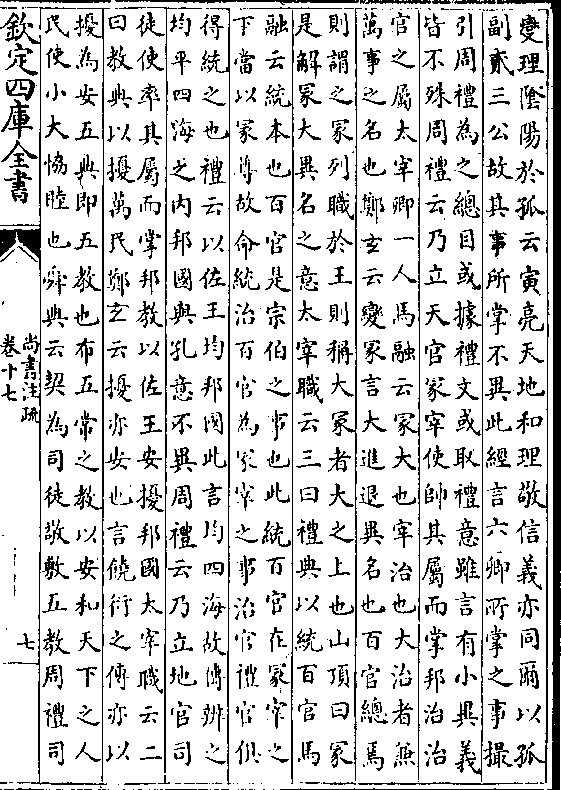 燮理陰陽於孤云寅亮天地和理敬信義亦同爾以孤
副貳三公故其事所掌不異此經言六卿所掌之事撮
引周禮為之總目或據禮文或取禮意雖言有小異義
皆不殊周禮云乃立天官冢宰使帥其屬而掌邦治治
官之屬太宰卿一人馬融云冢大也宰治也大治者兼
萬事之名也鄭玄云變冢言大進退異名也百官總焉
則謂之冢列職於王則稱大冢者大之上也山頂曰冢
是解冢大異名之意太宰職云三曰禮典以統百官馬
融云統本也百官是宗伯之事也此統百官在冢宰之
下當以冢尊故命統治百官為冢宰之事治官禮官俱
得統之也禮云以佐王均邦國此言均四海故傳辨之
均平四海之内邦國與孔意不異周禮云乃立地官司
徒使率其屬而掌邦教以佐王安擾邦國太宰職云二
曰教典以擾萬民鄭玄云擾亦安也言饒衍之傳亦以
擾為安五典即五教也布五常之教以安和天下之人
民使小大恊睦也舜典云契為司徒敬敷五教周禮司
欽定四庫全書
尚書注疏
卷十七
七